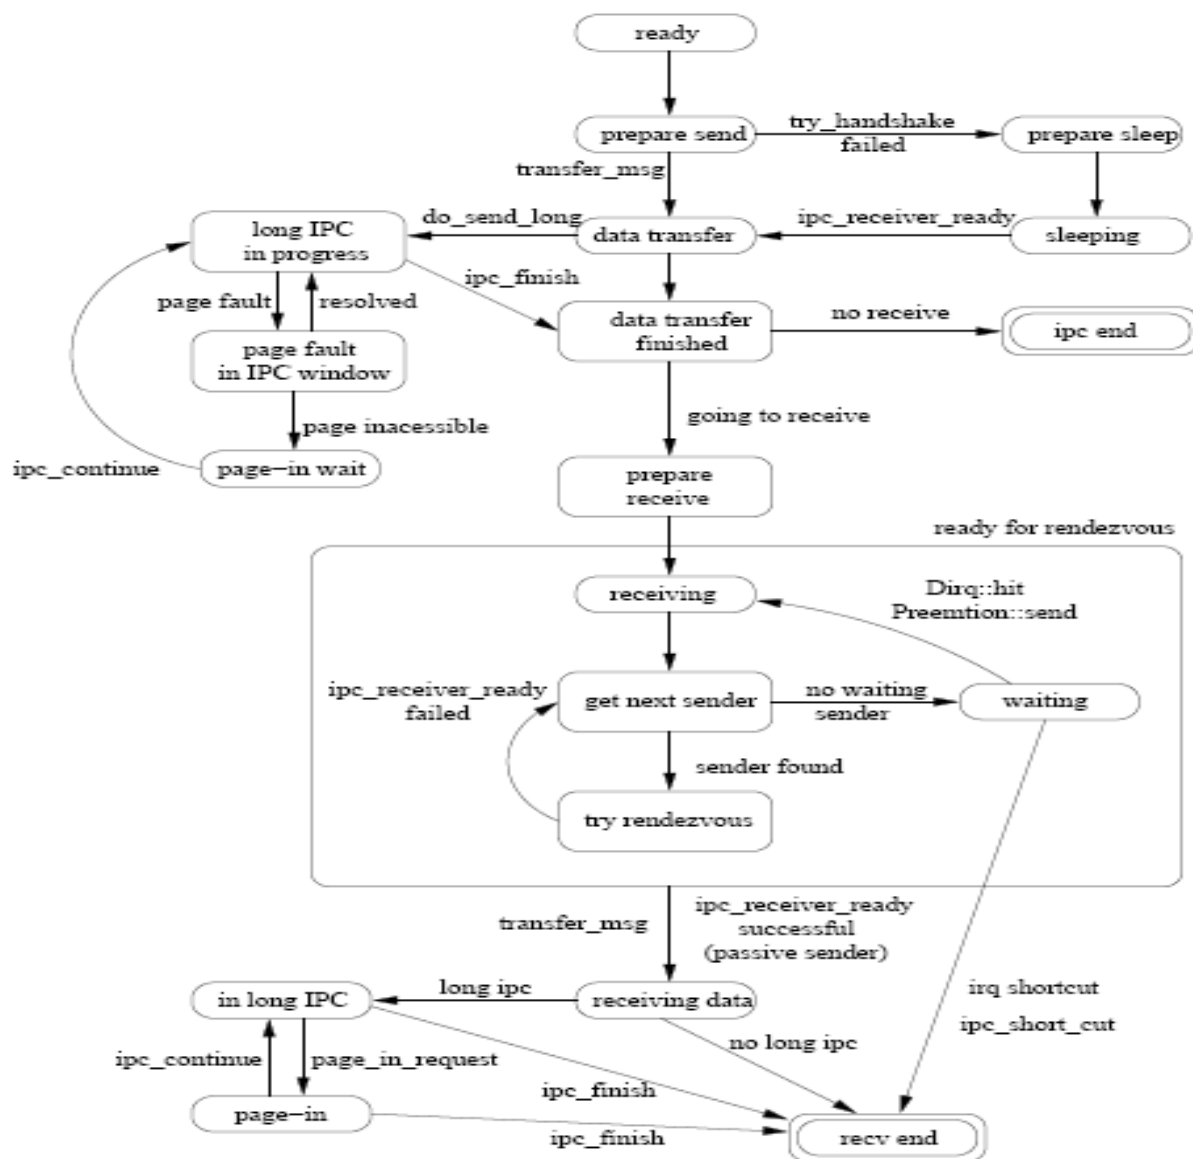 ready
prepare send
try_handshake
failed
prepare sleep
transfer_msg
long IPC
in progress
do_send_long
data transfer
ipc_receiver_ready
sleeping
ipc_finish
page fault
resolved
data transfer
finished
no receive
ipc end
page fault
in IPC window
going to receive
page inacessible
ipc_continue
page-in wait
prepare
receive
ready for rendezvous
receiving
Dirq::hit
Preemtion::send
ipc_receiver_ready
failed
get next sender
no waiting
sender
waiting
sender found
try rendezvous
transfer_msg
ipc_receiver_ready
successful
(passive sender)
in long IPC
long ipc
receiving data
irq shortcut
ipc_short_cut
no long ipc
ipc_continue
page_in_request
ipc_finish
page-in
ipc_finish
recv end